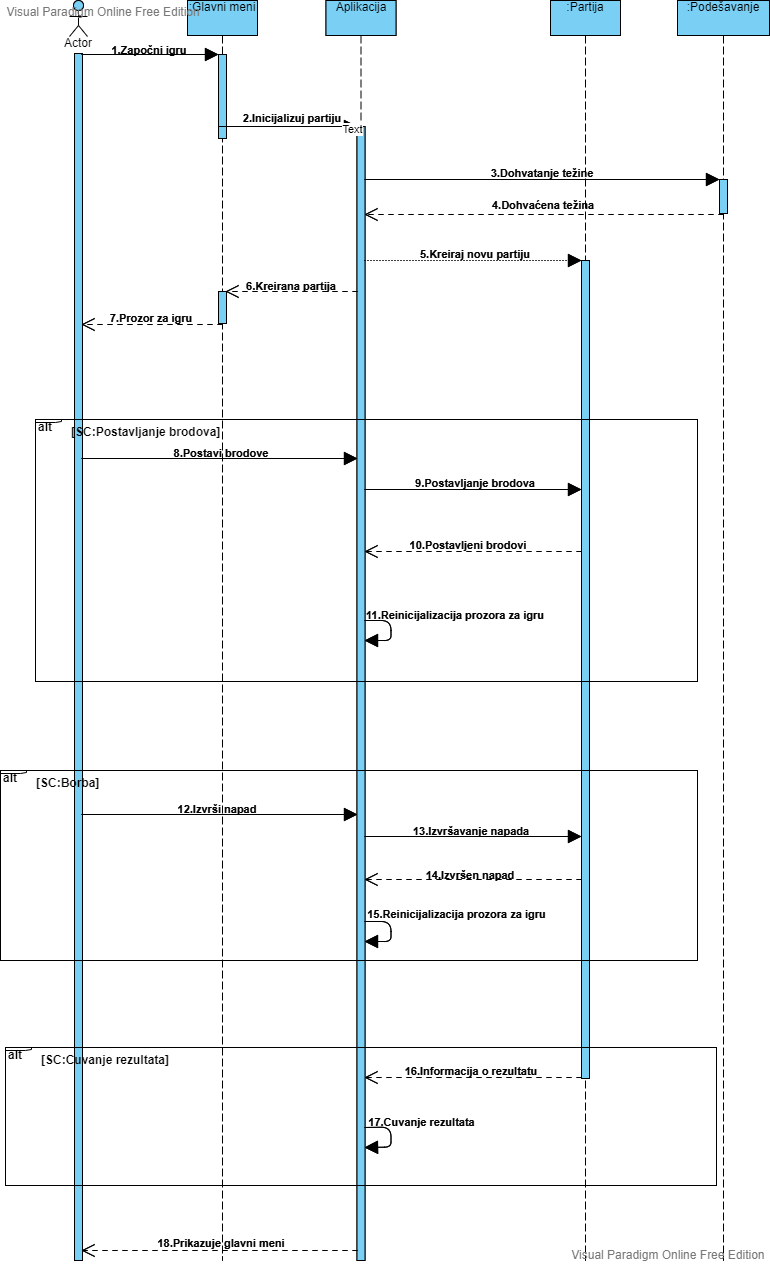 Visual Paradigm Online Free Edition
:Glavni meni
Aplikacija
:Partija
:Podešavanje
Actor
1.Započni igru
2.Inicijalizuj partiju
Text
3.Dohvatanje težine
4.Dohvaćena težina
5.Kreiraj novu partiju
6.Kreirana partija
7.Prozor za igru
alt
[SC:Postavljanje brodova]
8.Postavi brodove
9.Postavljanje brodova
10.Postavljeni brodovi
11.Reinicijalizacija prozora za igru
alt
[SC:Borba]
12.Izvrši napad
13.Izvršavanje napada
14.Izvršen napad
15.Reinicijalizacija prozora za igru
alt
[SC:Cuvanje rezultata]
16.Informacija o rezultatu
17.Cuvanje rezultata
18.Prikazuje glavni meni
Visual Paradigm Online Free Edition